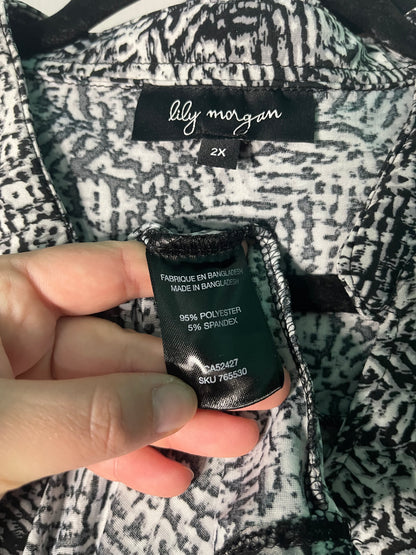 lily morgan
2X
FABRIQUE EN BANGLADESH
MADE IN BANGLADESH
95% POLYESTER
5% SPANDEX
CA52427
SKU 765530